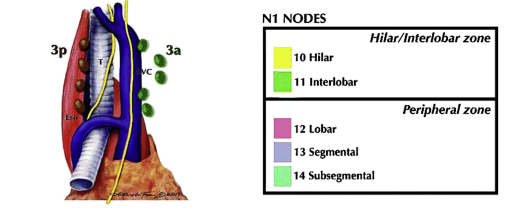 3p
3a
T
VC
Eso
N1 NODES
Hilar/Interlobar zone
10 Hilar
11 Interlobar
Peripheral zone
12 Lobar
13 Segmental
14 Subsegmental